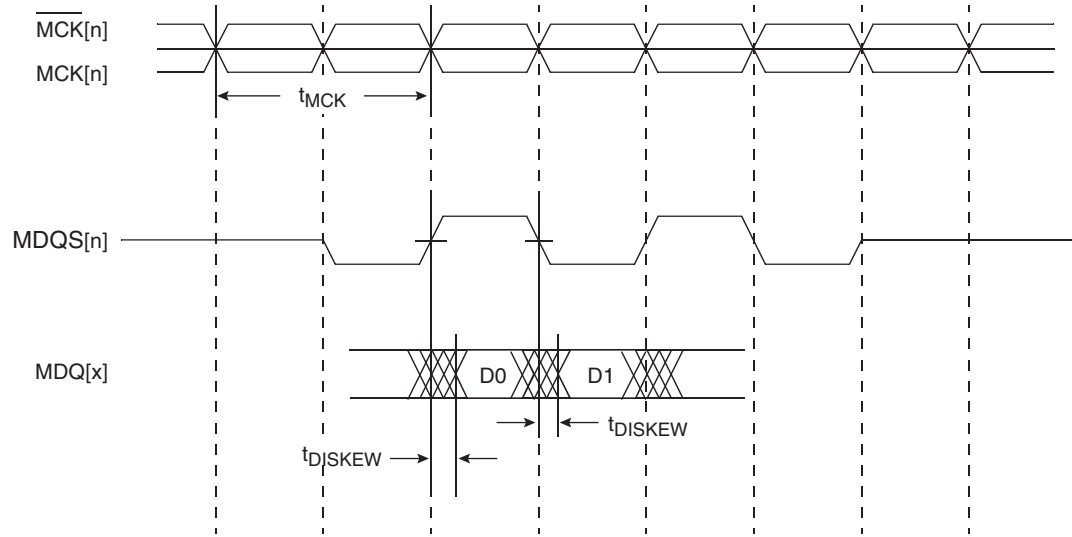 MCK[n]
MCK[n]
tMCK
MDQS[n]
MDQ[x]
D0
D1
tDISKEW
tDISKEW